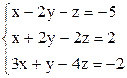 x − 2y − z = −5
x + 2y − 2z = 2
3x + y − 4z = −2